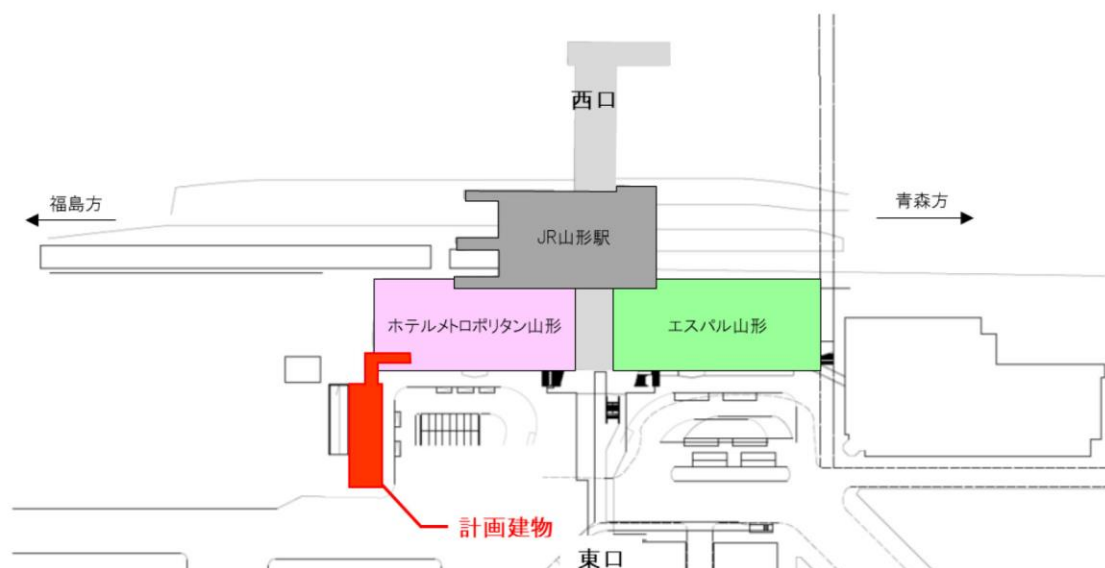 西口
福島方
青森方
JR山形駅
ホテルメトロポリタン山形
エスパル山形
計画建物
東口